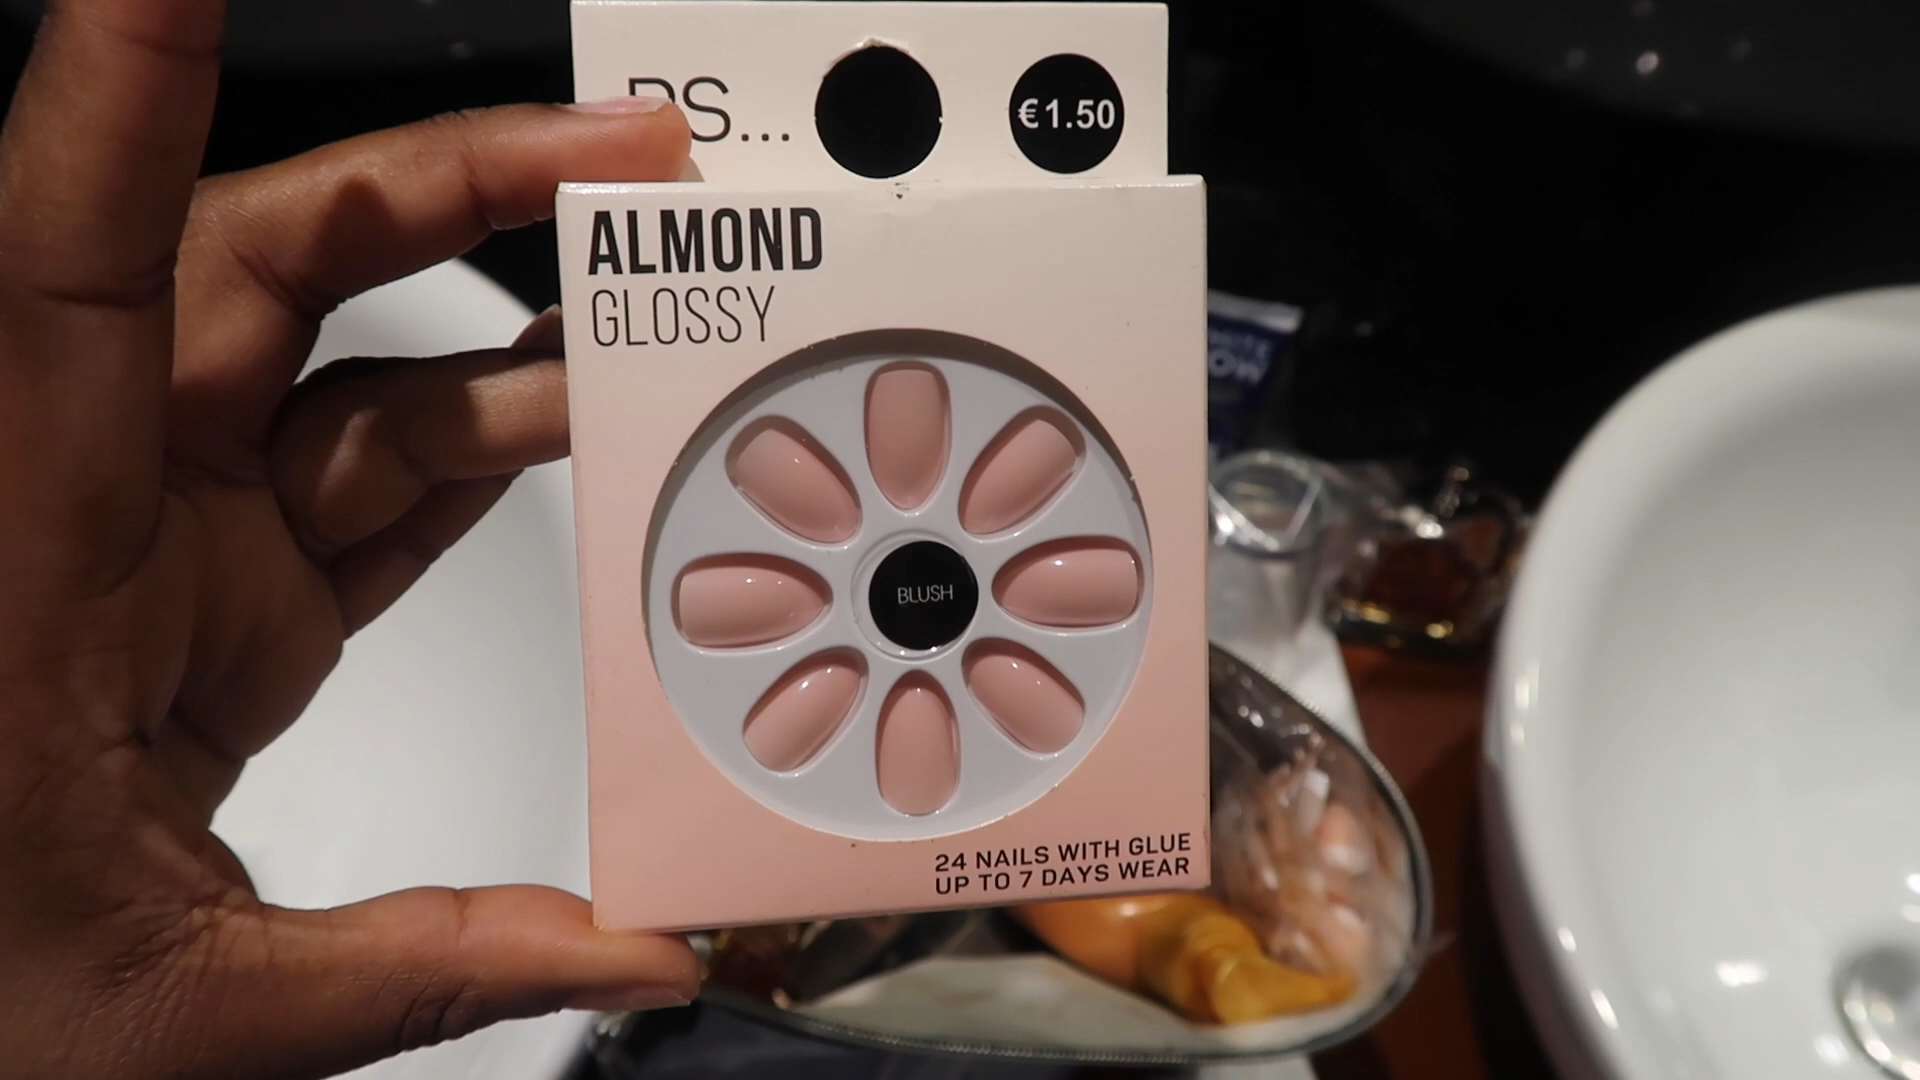 PS...
€1.50
ALMOND
GLOSSY
BLUSH
24 NAILS WITH GLUE
UP TO 7 DAYS WEAR